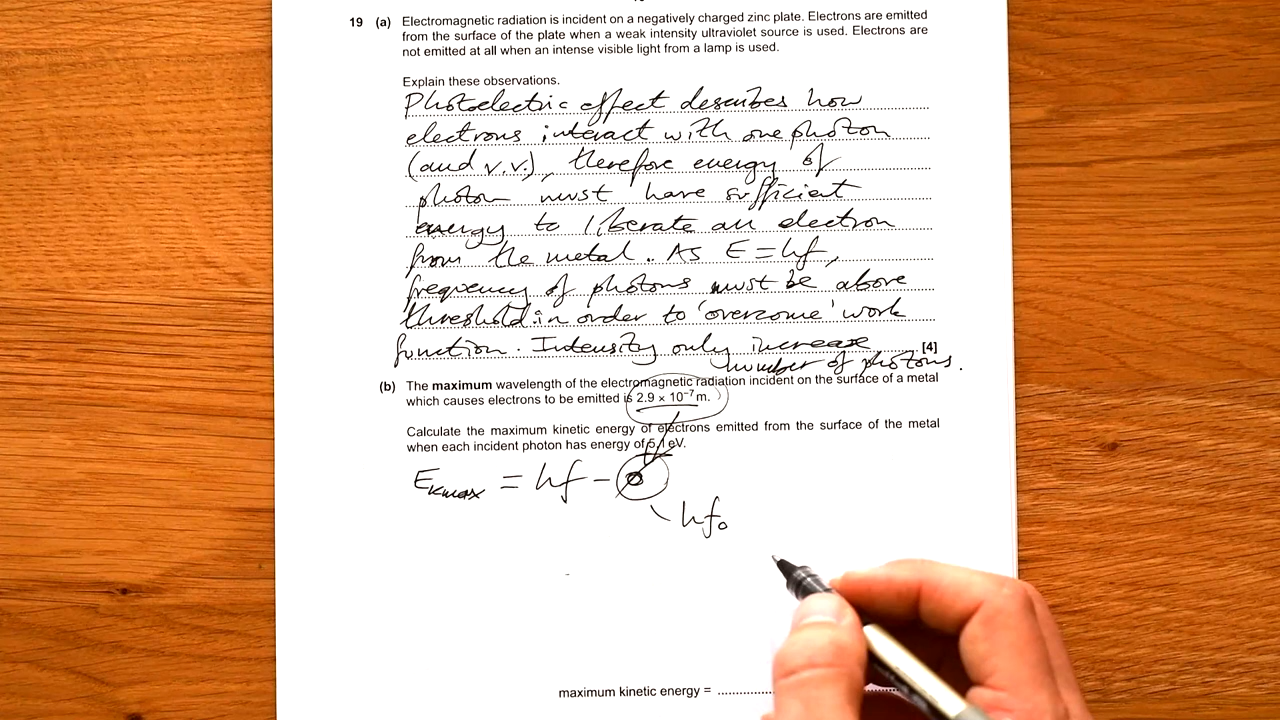 19 (a) Electromagnetic radiation is incident on a negatively charged zinc plate. Electrons are emitted
from the surface of the plate when a weak intensity ultraviolet source is used. Electrons are
not emitted at all when an intense visible light from a lamp is used.
Explain these observations.
Photoelectric effect describes how
electrons interact with one photon
(and v.v.), therefore energy of
photon must have sufficient
energy to liberate an electron
from the metal. As E = hf,
frequency of photons must be above
threshold in order to 'overcome' work
function. Intensity only increase [4]
number of photons.
(b) The maximum wavelength of the electromagnetic radiation incident on the surface of a metal
which causes electrons to be emitted is 2.9 × 10⁻⁷ m.
Calculate the maximum kinetic energy of electrons emitted from the surface of the metal
when each incident photon has energy of 5.1 eV.
Ekmax = hf - ø
hf₀
maximum kinetic energy = ..............